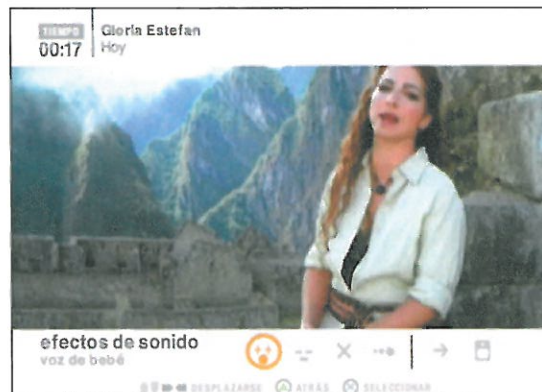 TIEMPO
00:17
Gloria Estefan
Hoy
efectos de sonido
voz de bebé
DESPLAZARSE ATRÁS SELECCIONAR